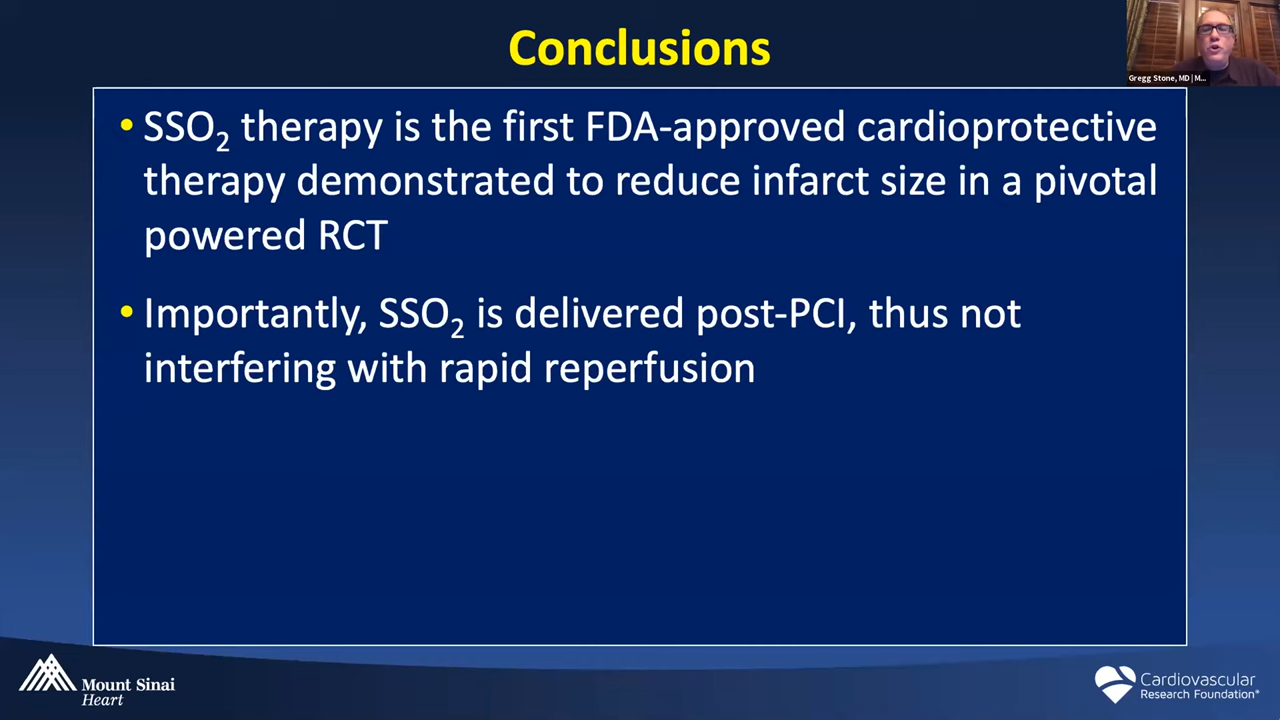 Conclusions
Gregg Stone, MD | M...
• SSO₂ therapy is the first FDA-approved cardioprotective
therapy demonstrated to reduce infarct size in a pivotal
powered RCT
• Importantly, SSO₂ is delivered post-PCI, thus not
interfering with rapid reperfusion
Mount Sinai
Heart
Cardiovascular
Research Foundation®